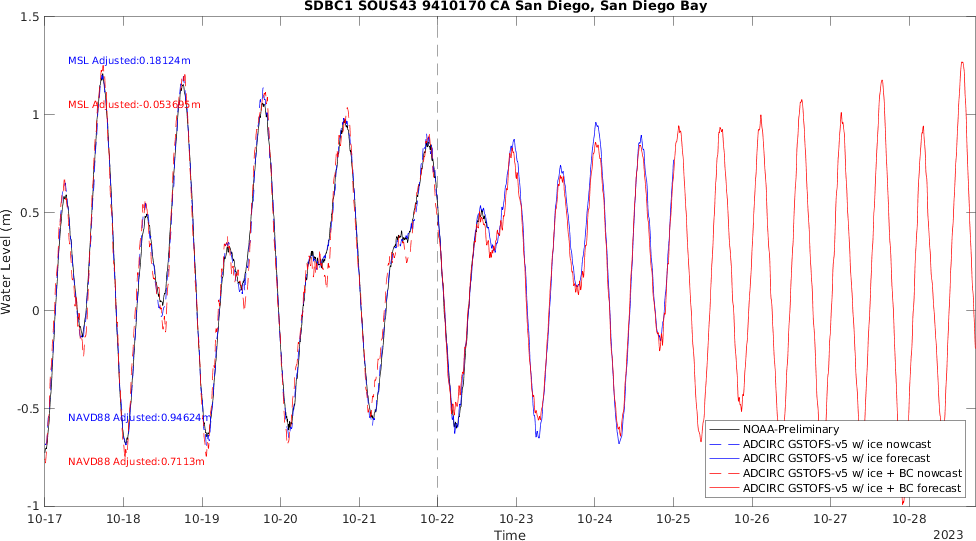 SDBC1 SOUS43 9410170 CA San Diego, San Diego Bay
1.5
MSL Adjusted:0.18124m
MSL Adjusted:-0.053695m
1
0.5
Water Level (m)
0
-0.5
NAVD88 Adjusted:0.94624m
NAVD88 Adjusted:0.7113m
NOAA-Preliminary
ADCIRC GSTOFS-v5 w/ ice nowcast
ADCIRC GSTOFS-v5 w/ ice forecast
ADCIRC GSTOFS-v5 w/ ice + BC nowcast
ADCIRC GSTOFS-v5 w/ ice + BC forecast
-1
10-17 10-18 10-19 10-20 10-21 10-22 10-23 10-24 10-25 10-26 10-27 10-28
Time
2023